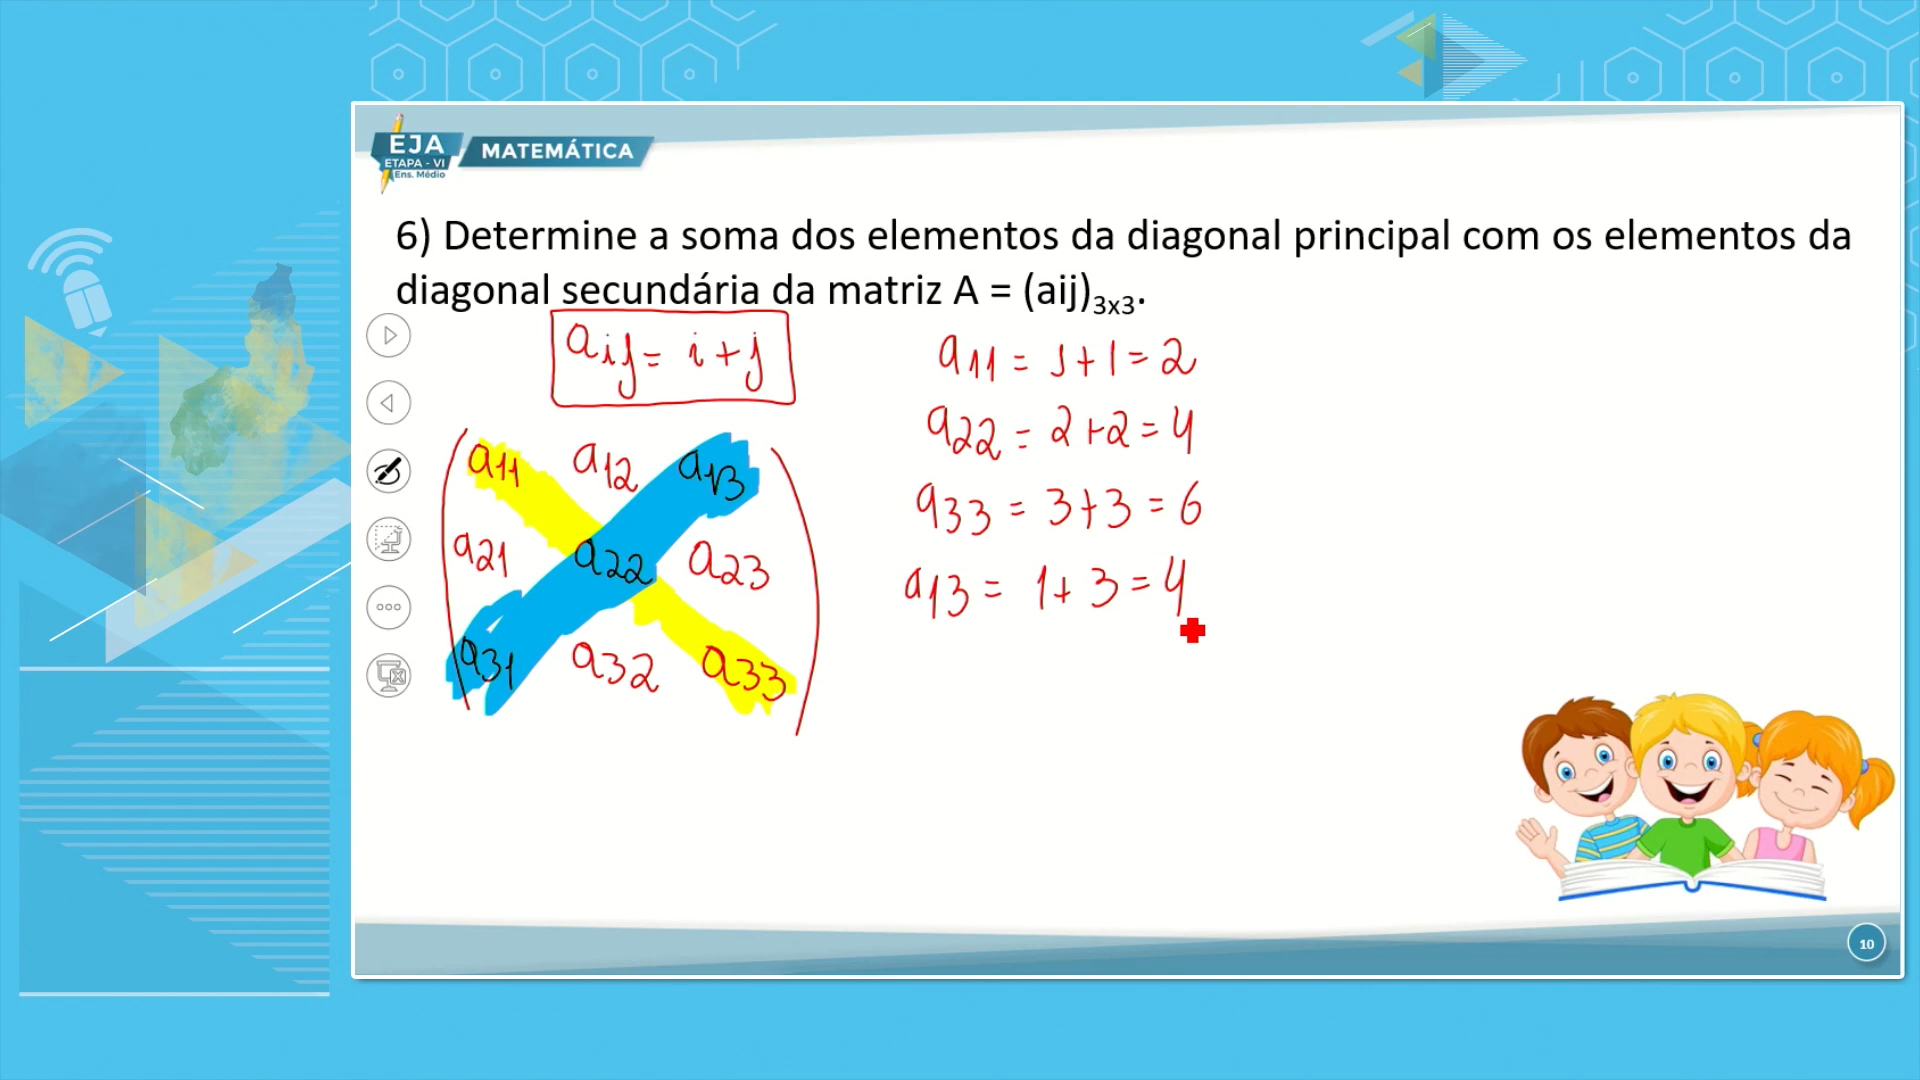 EJA
ETAPA - VI
Ens. Médio
MATEMÁTICA
6) Determine a soma dos elementos da diagonal principal com os elementos da
diagonal secundária da matriz A = (aij)3x3.
aij = i + j
a11 a12 a13
a21 a22 a23
a31 a32 a33
a11 = 1 + 1 = 2
a22 = 2 + 2 = 4
a33 = 3 + 3 = 6
a13 = 1 + 3 = 4
10